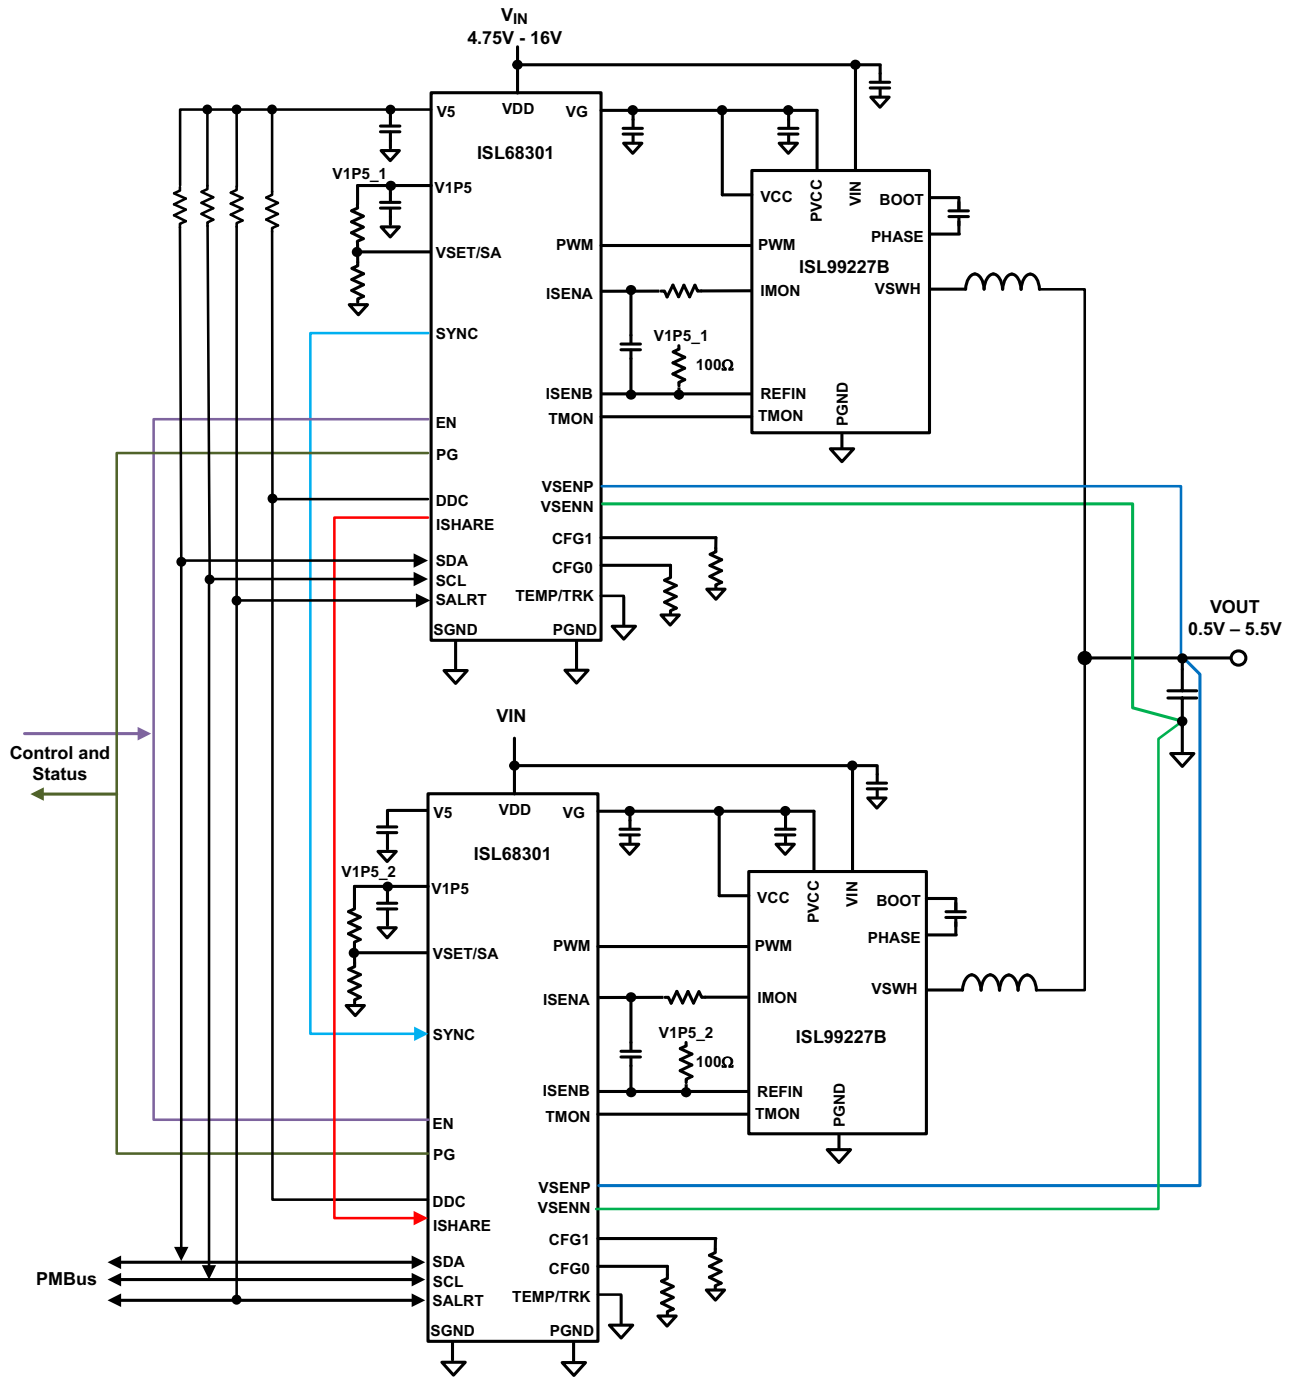 VIN
4.75V - 16V
V5
VDD
VG
ISL68301
V1P5_1
V1P5
VSET/SA
VCC
PVCC
VIN
BOOT
PHASE
PWM
PWM
ISL99227B
ISENA
IMON
VSWH
SYNC
V1P5_1
100Ω
ISENB
REFIN
EN
TMON
TMON
PGND
PG
VSENP
DDC
VSENN
ISHARE
CFG1
SDA
CFG0
SCL
SALRT
TEMP/TRK
SGND
PGND
VOUT
0.5V – 5.5V
VIN
Control and
Status
V5
VDD
VG
ISL68301
V1P5_2
V1P5
VSET/SA
VCC
PVCC
VIN
BOOT
PHASE
PWM
PWM
ISENA
IMON
VSWH
SYNC
V1P5_2
100Ω
ISL99227B
ISENB
REFIN
EN
TMON
TMON
PGND
PG
VSENP
DDC
VSENN
ISHARE
CFG1
SDA
CFG0
PMBus
SCL
SALRT
TEMP/TRK
SGND
PGND